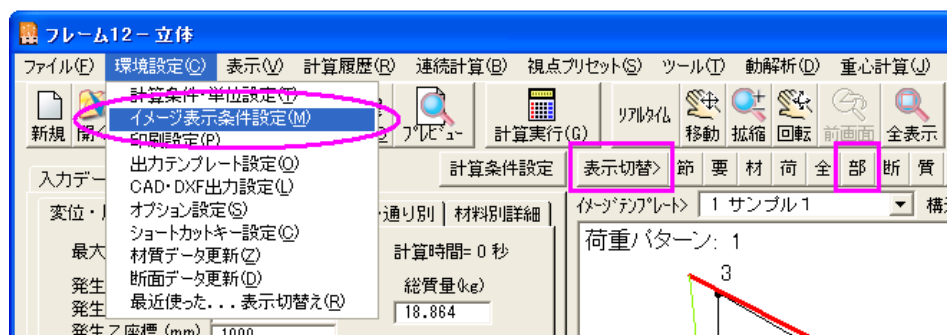 フレーム12 - 立体
ファイル(F) 環境設定(C) 表示(V) 計算履歴(R) 連続計算(B) 視点プリセット(S) ツール(T) 動解析(D) 重心計算(J)
計算条件・単位設定(T)
イメージ表示条件設定(M)
印刷設定(P)
出力テンプレート設定(O)
CAD・DXF出力設定(L)
オプション設定(S)
ショートカットキー設定(C)
材質データ更新(Z)
断面データ更新(D)
最近使った...表示切替え(R)
新規 開 プレビュー 計算実行(G) リアルタイム 移動 拡縮 回転 前画面 全表示
入力デー 計算条件設定 表示切替> 節 要 材 荷 全 部 断 質
変位・ 通り別 材料別詳細 イメージテンプレート> 1 サンプル1 構
最大 計算時間= 0 秒 荷重パターン: 1
発生 総質量(kg) 3
発生 18.864
発生Z座標 (mm) 1000